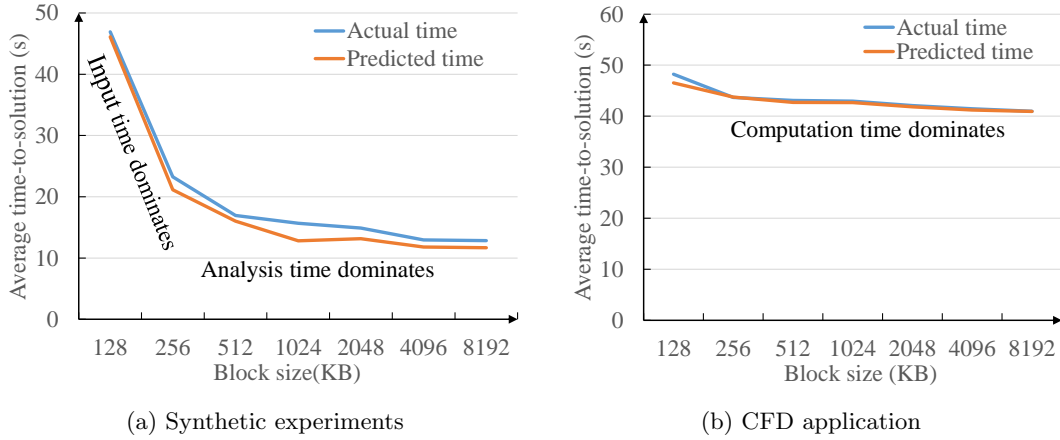 50
40
30
20
10
0
Average time-to-solution (s)
Actual time
Predicted time
Input time dominates
Analysis time dominates
128 256 512 1024 2048 4096 8192
Block size(KB)
(a) Synthetic experiments
60
50
40
30
20
10
0
Average time-to-solution (s)
Actual time
Predicted time
Computation time dominates
128 256 512 1024 2048 4096 8192
Block size (KB)
(b) CFD application